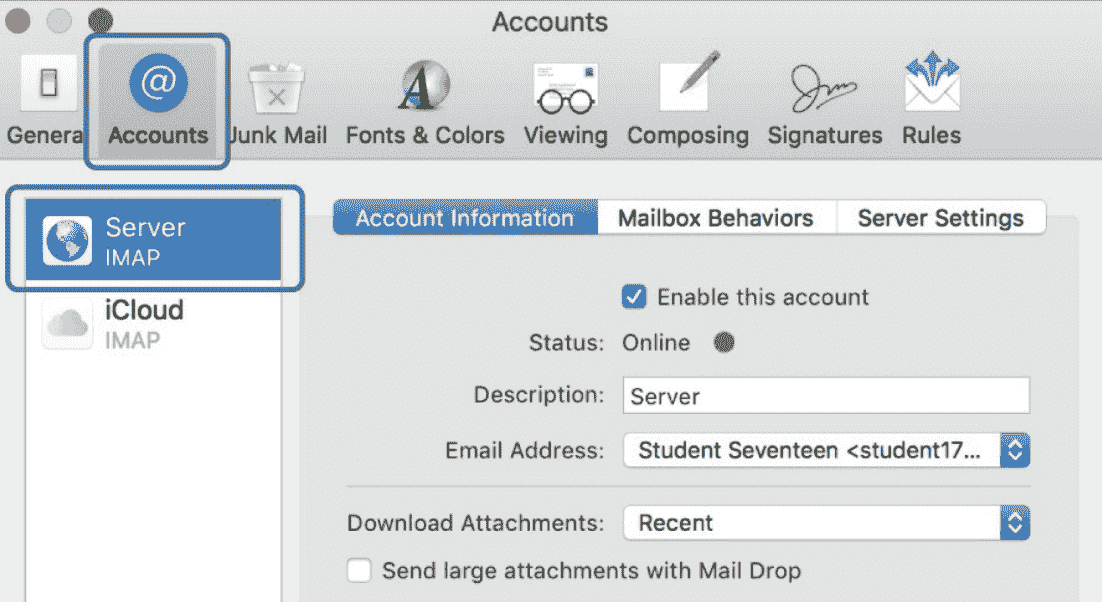 Accounts
@
Genera Accounts Junk Mail Fonts & Colors Viewing Composing Signatures Rules
Account Information Mailbox Behaviors Server Settings
Server
IMAP
iCloud
IMAP
Enable this account
Status: Online
Description: Server
Email Address: Student Seventeen <student17...
Download Attachments: Recent
Send large attachments with Mail Drop